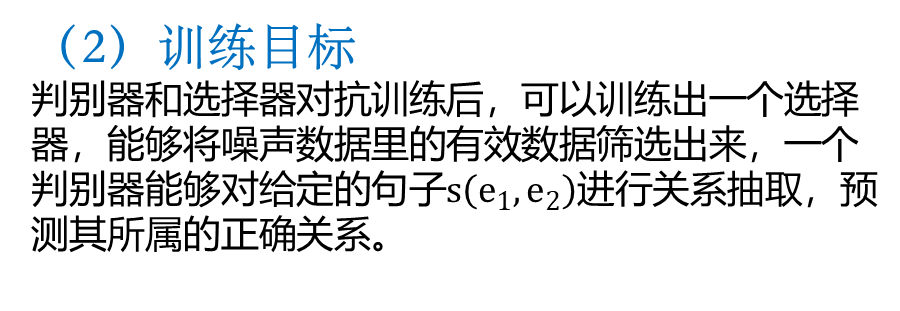 （2）训练目标
判别器和选择器对抗训练后，可以训练出一个选择
器，能够将噪声数据里的有效数据筛选出来，一个
判别器能够对给定的句子s(e₁,e₂)进行关系抽取，预
测其所属的正确关系。